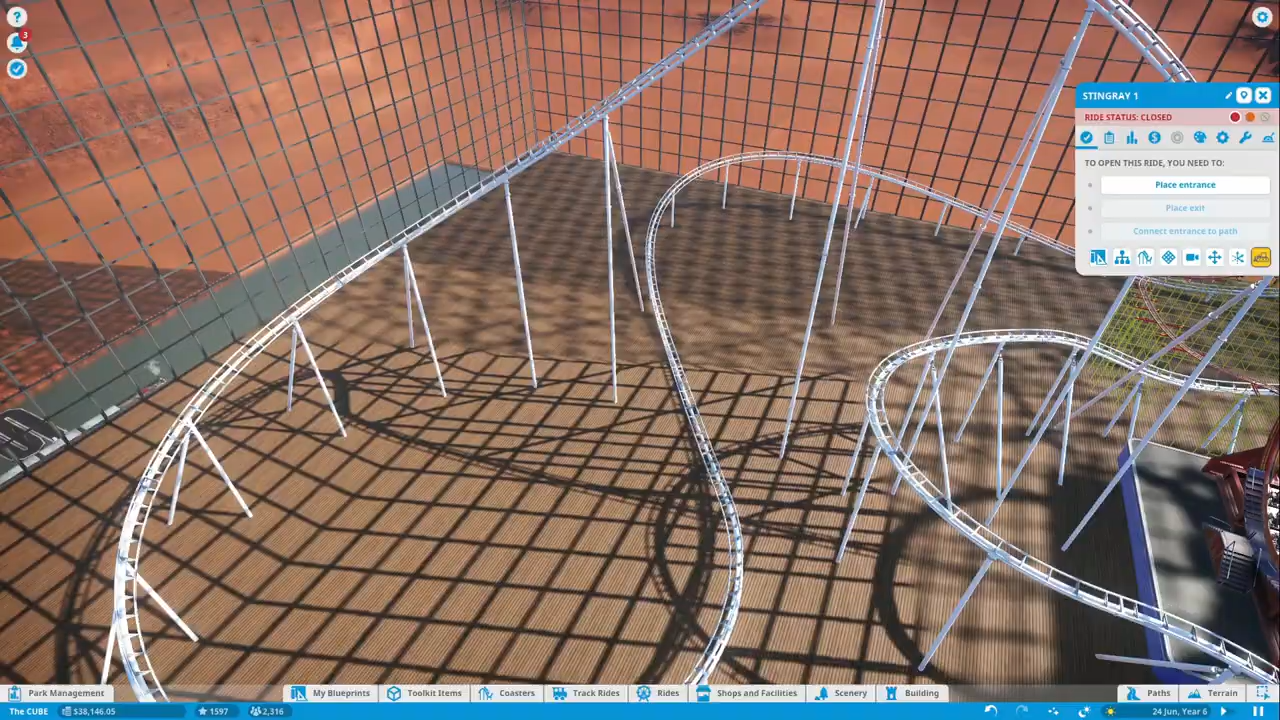 ?
3
STINGRAY 1
RIDE STATUS: CLOSED
TO OPEN THIS RIDE, YOU NEED TO:
Place entrance
Place exit
Connect entrance to path
Park Management
My Blueprints
Toolkit Items
Coasters
Track Rides
Rides
Shops and Facilities
Scenery
Building
Paths
Terrain
The CUBE
$38,146.05
1597
2,316
24 Jun, Year 6